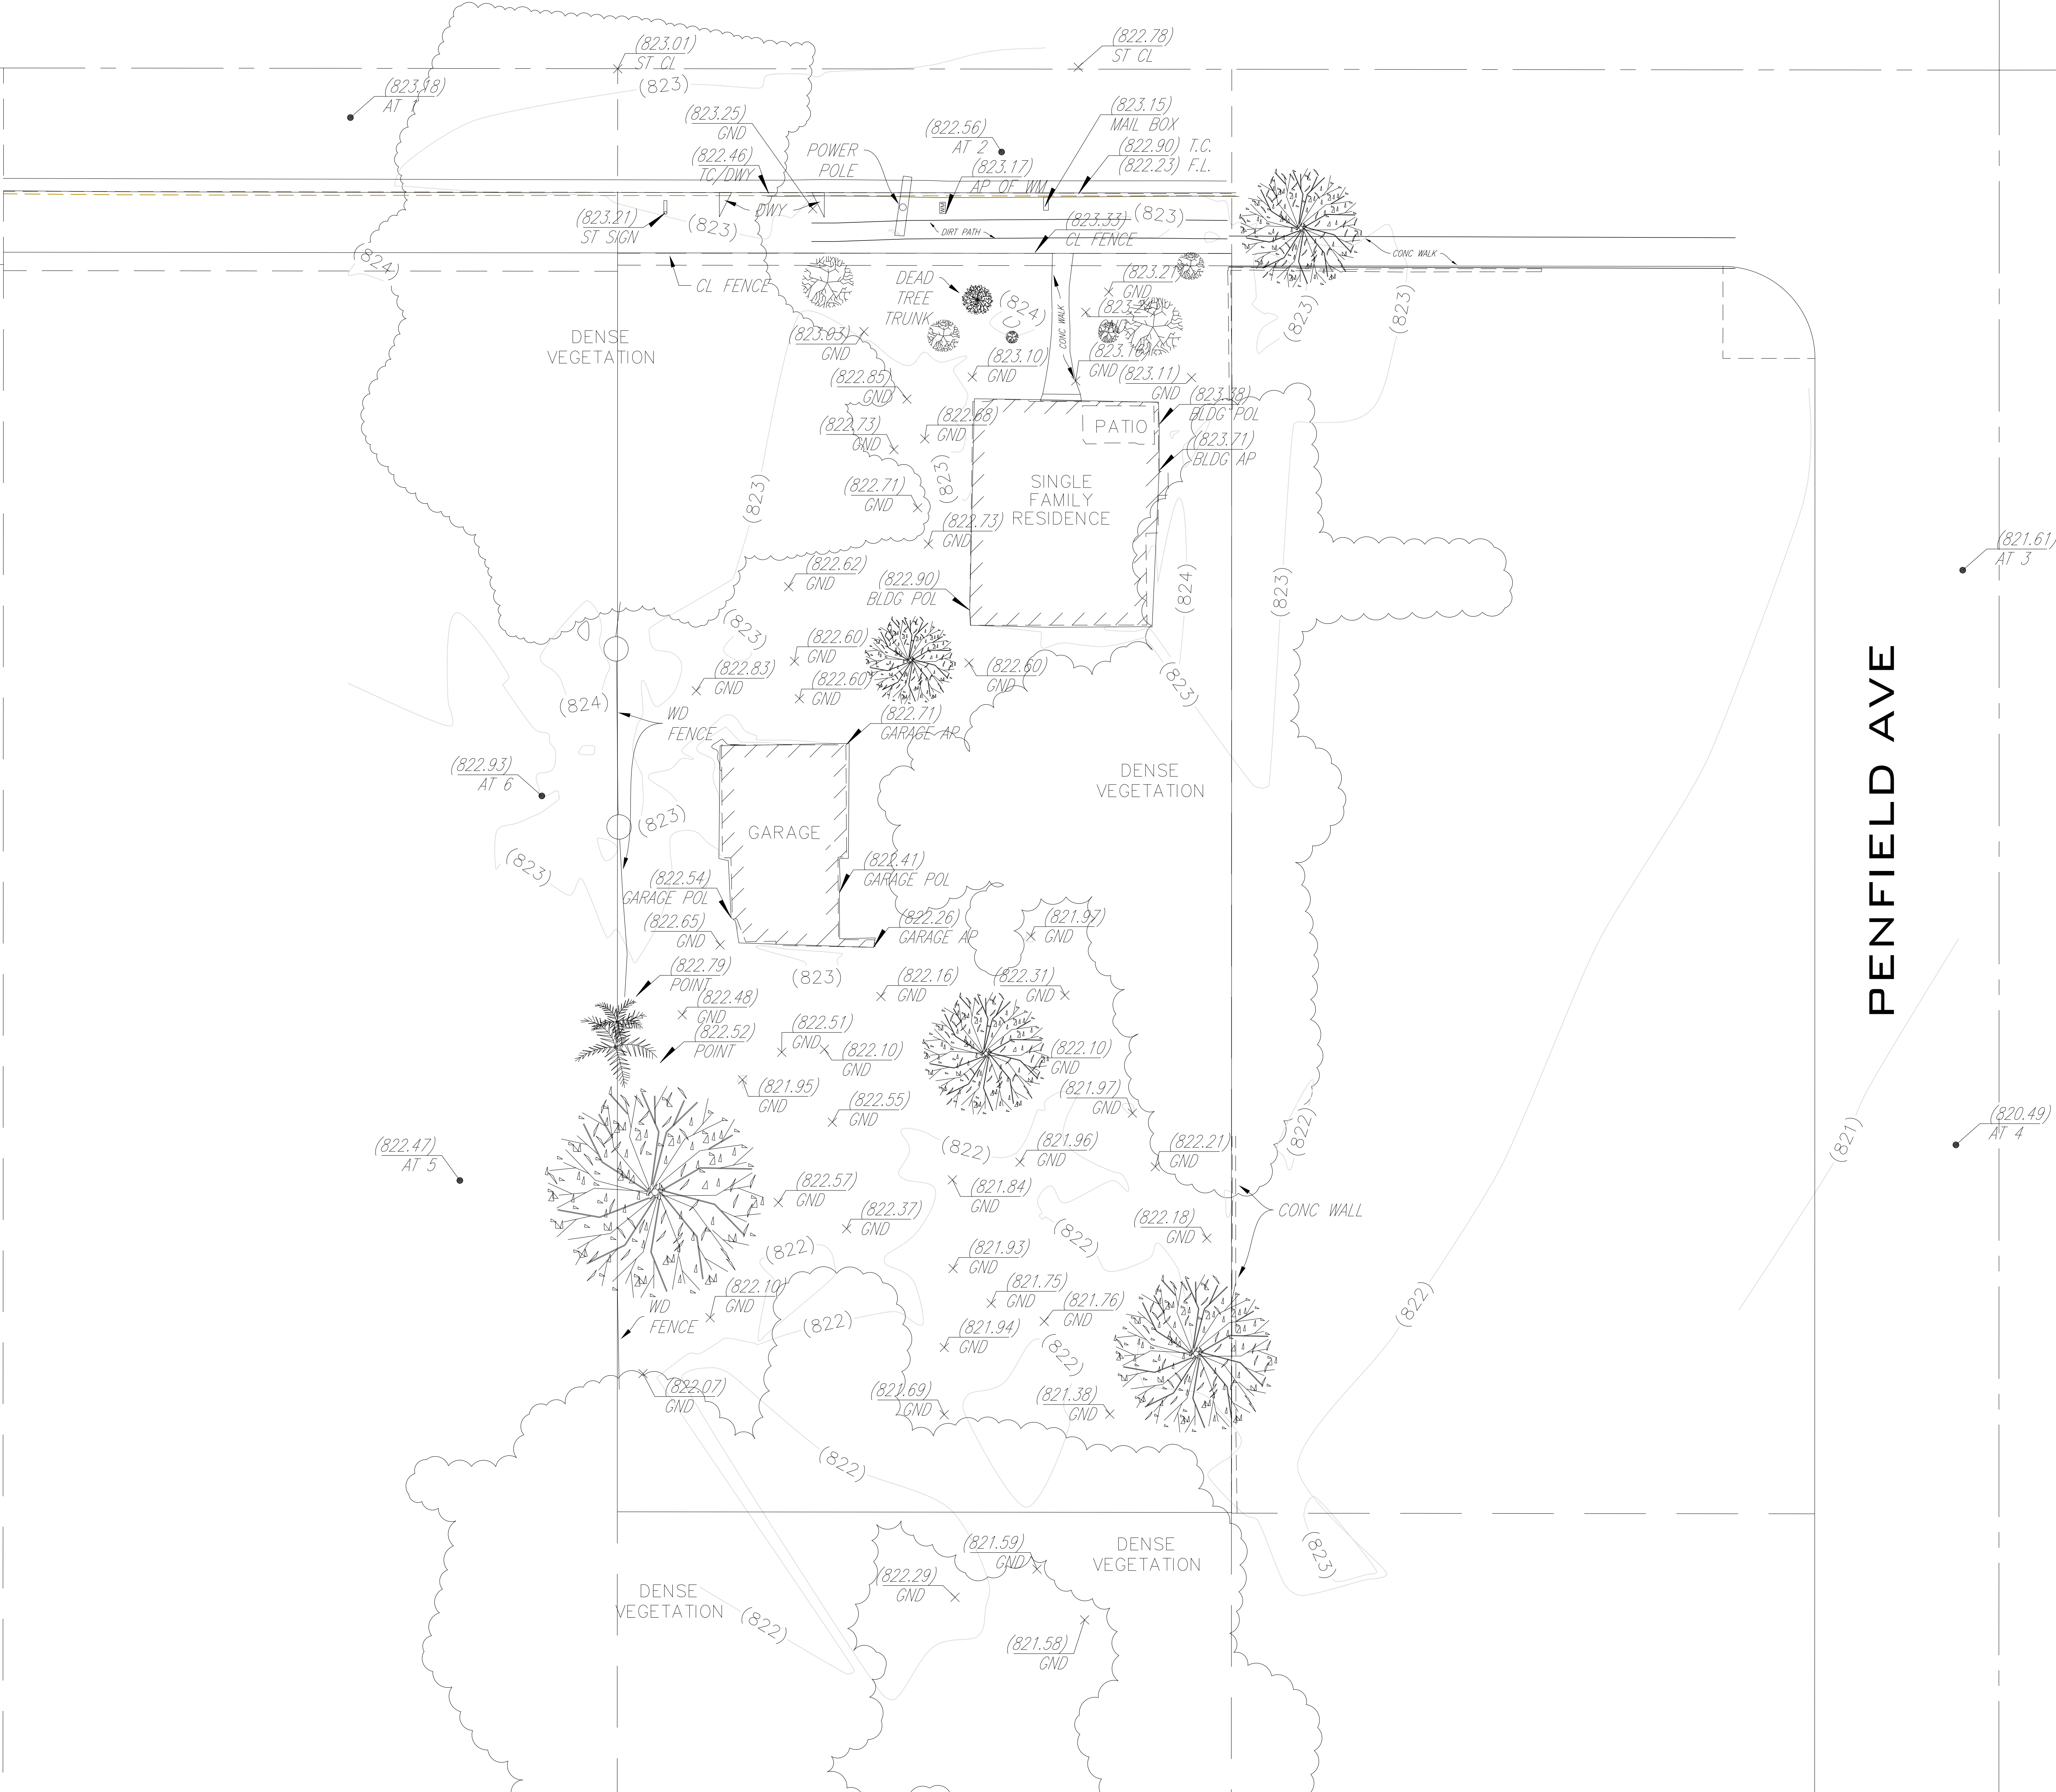 (823.01)
ST CL
(822.78)
ST CL
(823)
(823.18)
AT 1
(823.25)
GND
(823.15)
MAIL BOX
(822.56)
AT 2
(822.90) T.C.
(822.23) F.L.
POWER
POLE
(822.46)
TC/DWY
(823.17)
AP OF WM
WM
DWY
(823.21)
ST SIGN
(823)
DIRT PATH
(823.33)
CL FENCE
(823)
CONC WALK
(824)
CL FENCE
DEAD
TREE
TRUNK
(824)
CONC WALK
(823.21)
GND
(823.24)
GND
(823)
(823)
DENSE
VEGETATION
(823.03)
GND
(823.10)
GND
GND
(823.11)
GND
(822.85)
GND
(823.38)
BLDG POL
(822.73)
GND
(822.68)
GND
PATIO
(823.71)
BLDG AP
(823)
(823)
(822.71)
GND
SINGLE
FAMILY
RESIDENCE
(822.73)
GND
(821.61)
AT 3
(822.62)
GND
(822.90)
BLDG POL
(824)
(823)
(823)
(822.60)
GND
(822.83)
GND
(822.60)
GND
(822.60)
GND
(823)
(824)
WD
FENCE
(822.71)
GARAGE AP
PENFIELD AVE
(822.93)
AT 6
DENSE
VEGETATION
(823)
GARAGE
(823)
(822.41)
GARAGE POL
(822.54)
GARAGE POL
(822.65)
GND
(822.26)
GARAGE AP
(821.97)
GND
(822.79)
POINT
(823)
(822.16)
GND
(822.31)
GND
(822.48)
GND
(822.52)
POINT
(822.51)
GND
(822.10)
GND
(822.10)
GND
(821.95)
GND
(822.55)
GND
(821.97)
GND
(822)
(820.49)
AT 4
(821)
(822.47)
AT 5
(822)
(821.96)
GND
(822.21)
GND
(822.57)
GND
(821.84)
GND
(822.37)
GND
(822.18)
GND
CONC WALL
(822)
(822)
(821.93)
GND
(822.10)
GND
(821.75)
GND
(822)
WD
FENCE
(822)
(821.76)
GND
(821.94)
GND
(822)
(822.07)
GND
(821.69)
GND
(821.38)
GND
(822)
(821.59)
GND
DENSE
VEGETATION
(823)
(822.29)
GND
DENSE
VEGETATION
(822)
(821.58)
GND